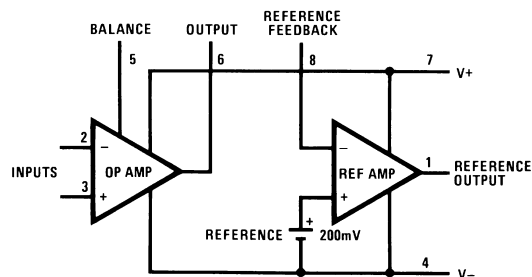 BALANCE
OUTPUT
REFERENCE
FEEDBACK
5
6
8
7
V+
2
−
3
+
INPUTS
OP AMP
−
+
REF AMP
1
REFERENCE
OUTPUT
REFERENCE
+
200mV
4
V−